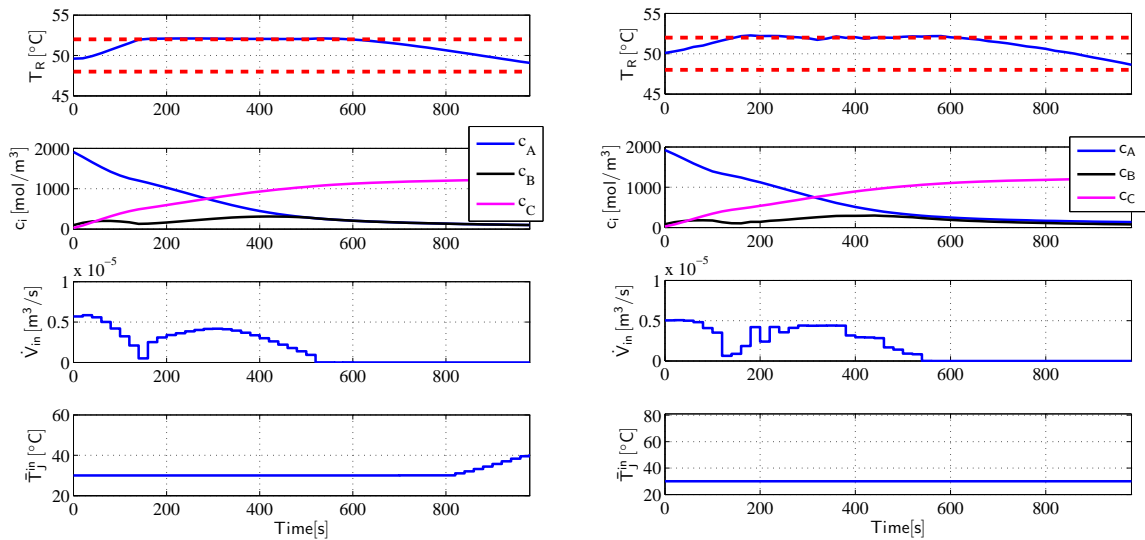 55
50
45
T_R [°C]
0 200 400 600 800
2000
1000
0
c_i [mol/m³]
c_A
c_B
c_C
0 200 400 600 800
x 10⁻⁵
1
0.5
0
V̇_in [m³/s]
0 200 400 600 800
60
40
20
T̄_J^in [°C]
0 200 400 600 800
Time[s]
55
50
45
T_R [°C]
0 200 400 600 800
2000
1000
0
c_i [mol/m³]
c_A
c_B
c_C
0 200 400 600 800
x 10⁻⁵
1
0.5
0
V̇_in [m³/s]
0 200 400 600 800
80
60
40
20
T̄_J^in [°C]
0 200 400 600 800
Time[s]